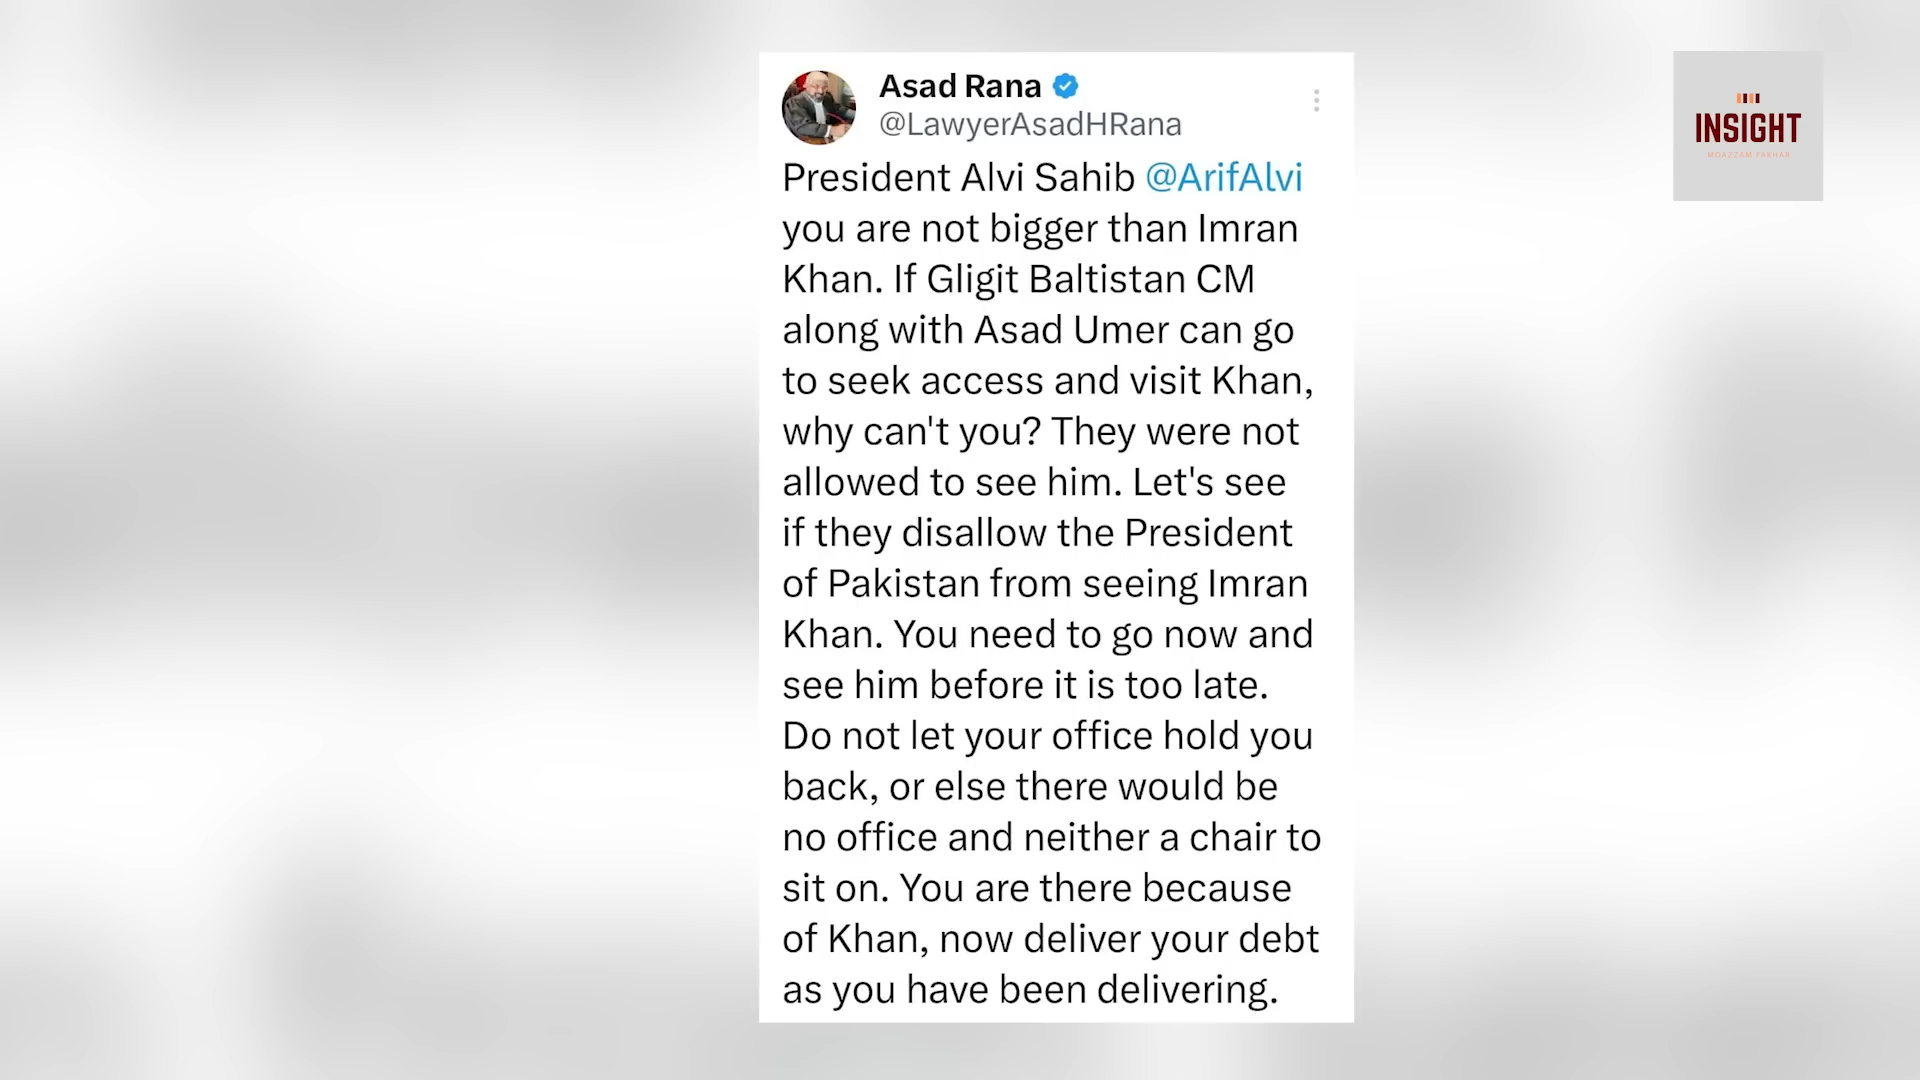 Asad Rana
@LawyerAsadHRana
President Alvi Sahib @ArifAlvi
you are not bigger than Imran
Khan. If Gligit Baltistan CM
along with Asad Umer can go
to seek access and visit Khan,
why can't you? They were not
allowed to see him. Let's see
if they disallow the President
of Pakistan from seeing Imran
Khan. You need to go now and
see him before it is too late.
Do not let your office hold you
back, or else there would be
no office and neither a chair to
sit on. You are there because
of Khan, now deliver your debt
as you have been delivering.
INSIGHT
MOAZZAM FAKHAR